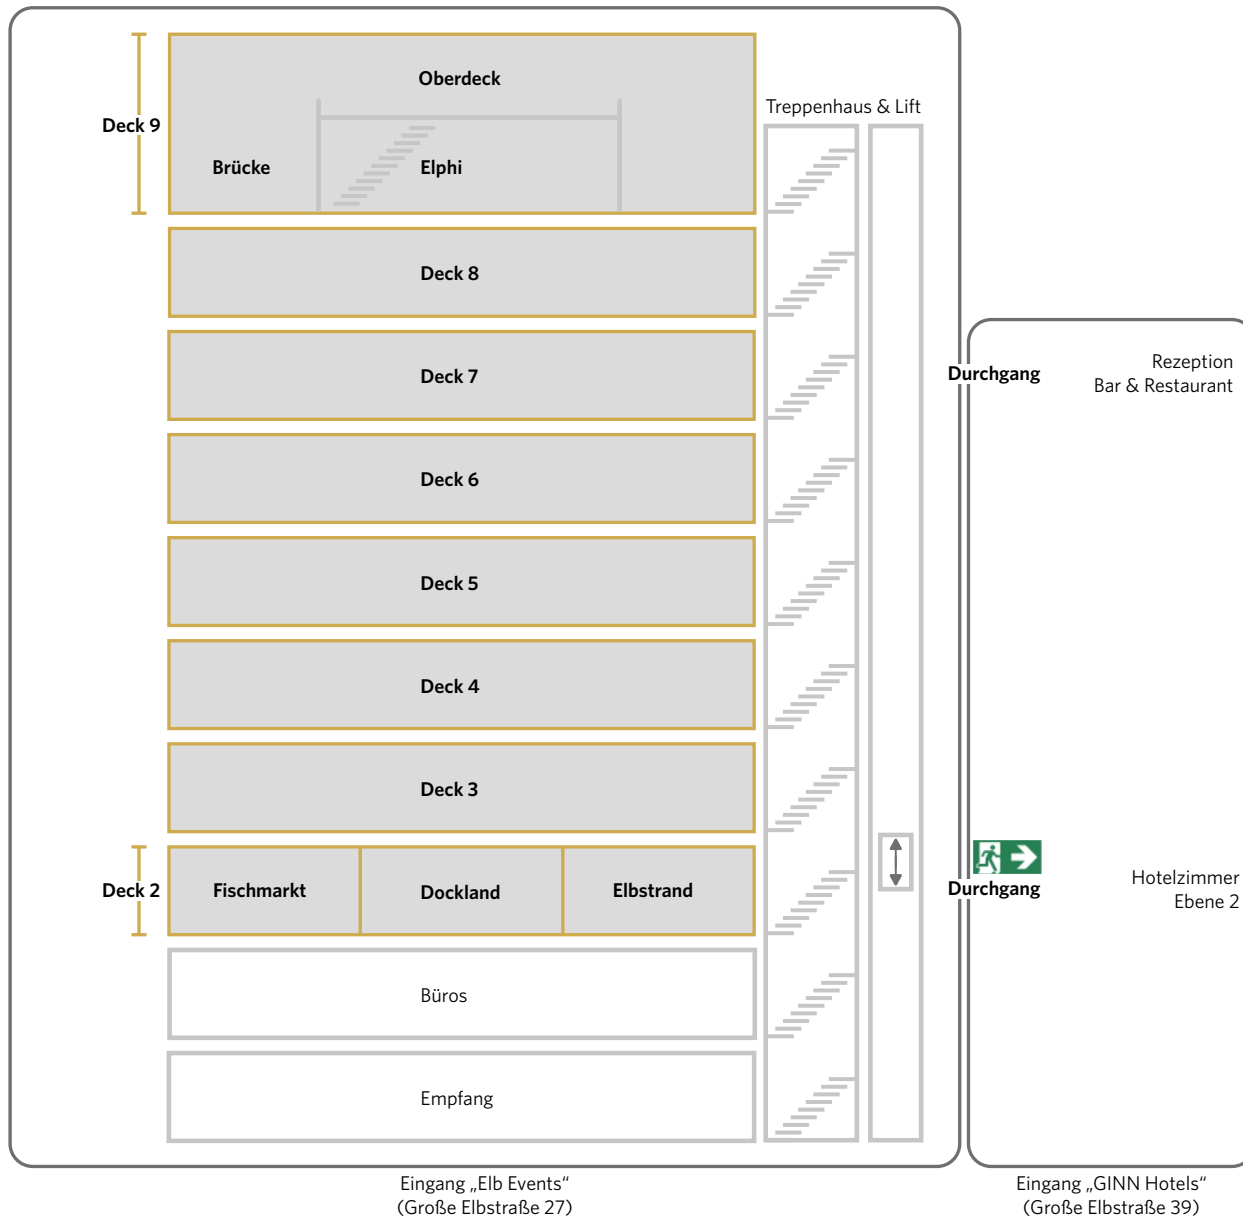 Oberdeck
Treppenhaus & Lift
Deck 9
Brücke
Elphi
Deck 8
Deck 7
Durchgang
Rezeption
Bar & Restaurant
Deck 6
Deck 5
Deck 4
Deck 3
Deck 2
Fischmarkt
Dockland
Elbstrand
Durchgang
Hotelzimmer
Ebene 2
Büros
Empfang
Eingang „Elb Events“
(Große Elbstraße 27)
Eingang „GINN Hotels“
(Große Elbstraße 39)